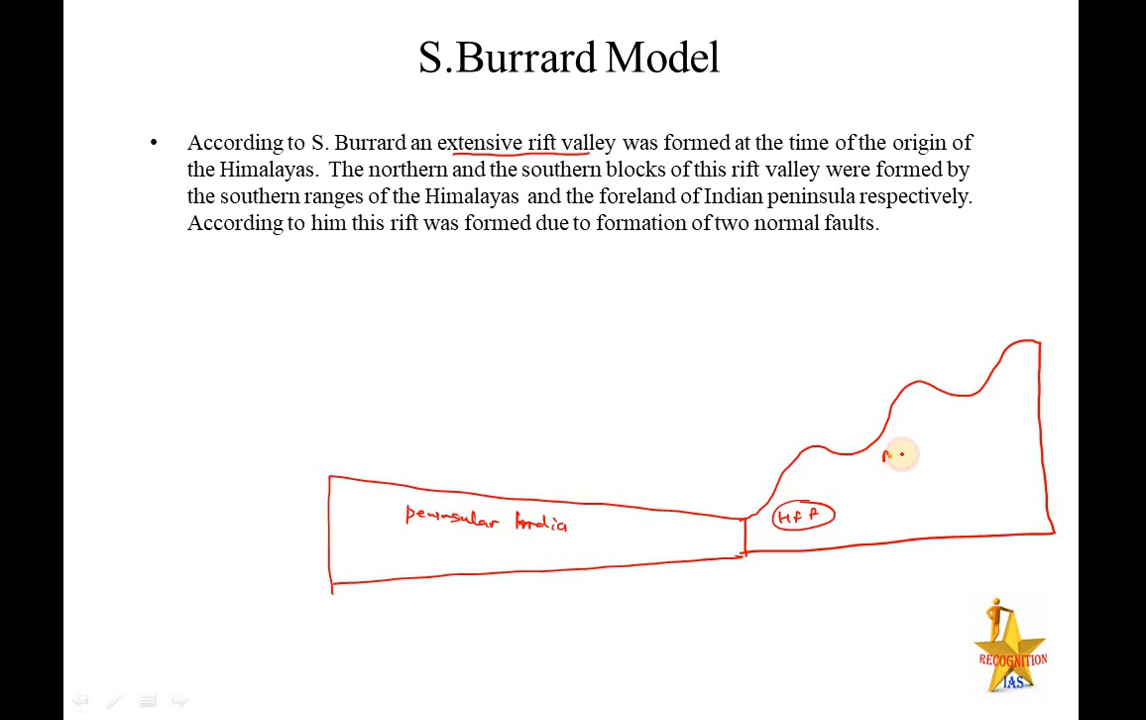 S.Burrard Model
• According to S. Burrard an extensive rift valley was formed at the time of the origin of
the Himalayas. The northern and the southern blocks of this rift valley were formed by
the southern ranges of the Himalayas and the foreland of Indian peninsula respectively.
According to him this rift was formed due to formation of two normal faults.
peninsular India
HFF
RECOGNITION
IAS